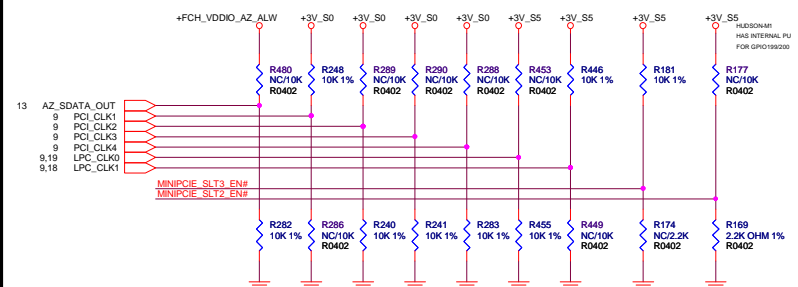 +FCH_VDDIO_AZ_ALW +3V_S0 +3V_S0 +3V_S0 +3V_S0 +3V_S5 +3V_S5 +3V_S5 +3V_S5
HUDSON-M1
HAS INTERNAL PU
FOR GPIO199/200
R480 R248 R289 R290 R288 R453 R446 R181 R177
NC/10K 10K 1% NC/10K NC/10K NC/10K NC/10K 10K 1% 10K 1% NC/10K
R0402 R0402 R0402 R0402 R0402 R0402
13 AZ_SDATA_OUT
9 PCI_CLK1
9 PCI_CLK2
9 PCI_CLK3
9 PCI_CLK4
9,19 LPC_CLK0
9,18 LPC_CLK1
MINIPCIE_SLT3_EN#
MINIPCIE_SLT2_EN#
R282 R286 R240 R241 R283 R455 R449 R174 R169
10K 1% NC/10K 10K 1% 10K 1% 10K 1% 10K 1% NC/10K NC/2.2K 2.2K OHM 1%
R0402 R0402 R0402 R0402